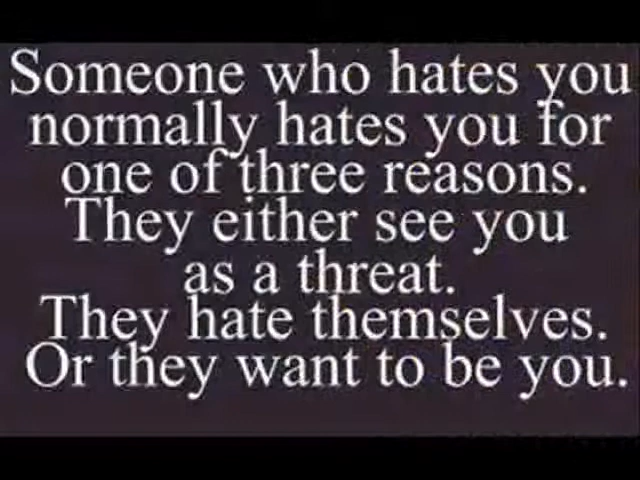 Someone who hates you
normally hates you for
one of three reasons.
They either see you
as a threat.
They hate themselves.
Or they want to be you.